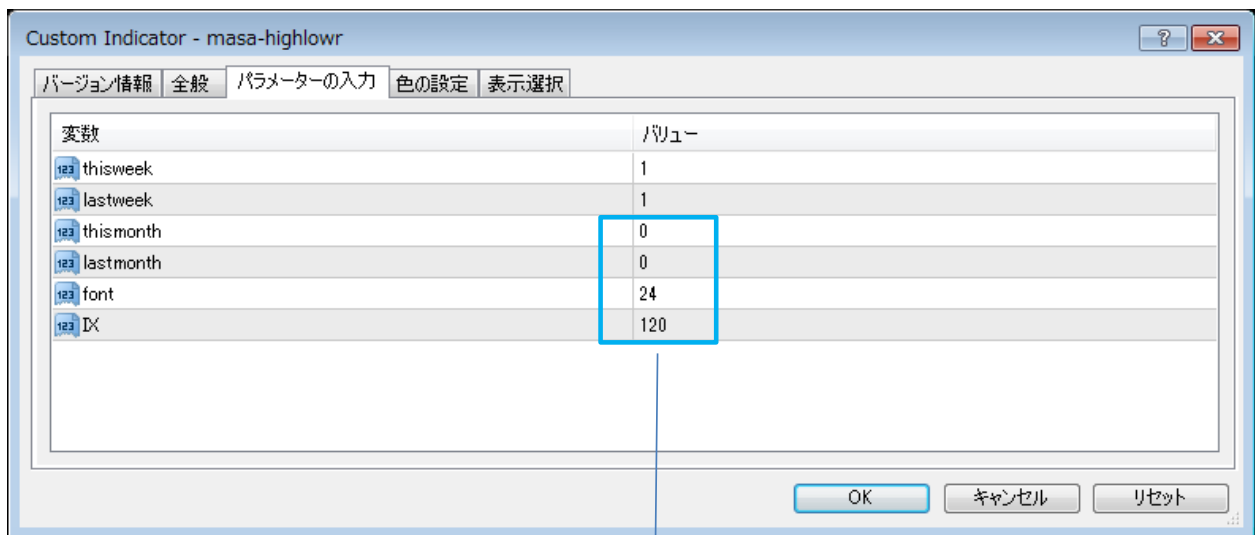 Custom Indicator - masa-highlowr
バージョン情報 全般 パラメーターの入力 色の設定 表示選択
変数 バリュー
thisweek 1
lastweek 1
thismonth 0
lastmonth 0
font 24
IX 120
OK キャンセル リセット